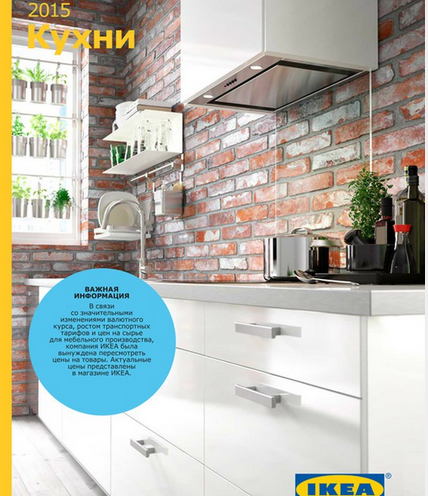 2015
Кухни
ВАЖНАЯ
ИНФОРМАЦИЯ
В связи
со значительными
изменениями валютного
курса, ростом транспортных
тарифов и цен на сырье
для мебельного производства,
компания ИКЕА была
вынуждена пересмотреть
цены на товары. Актуальные
цены представлены
в магазине ИКЕА.
IKEA